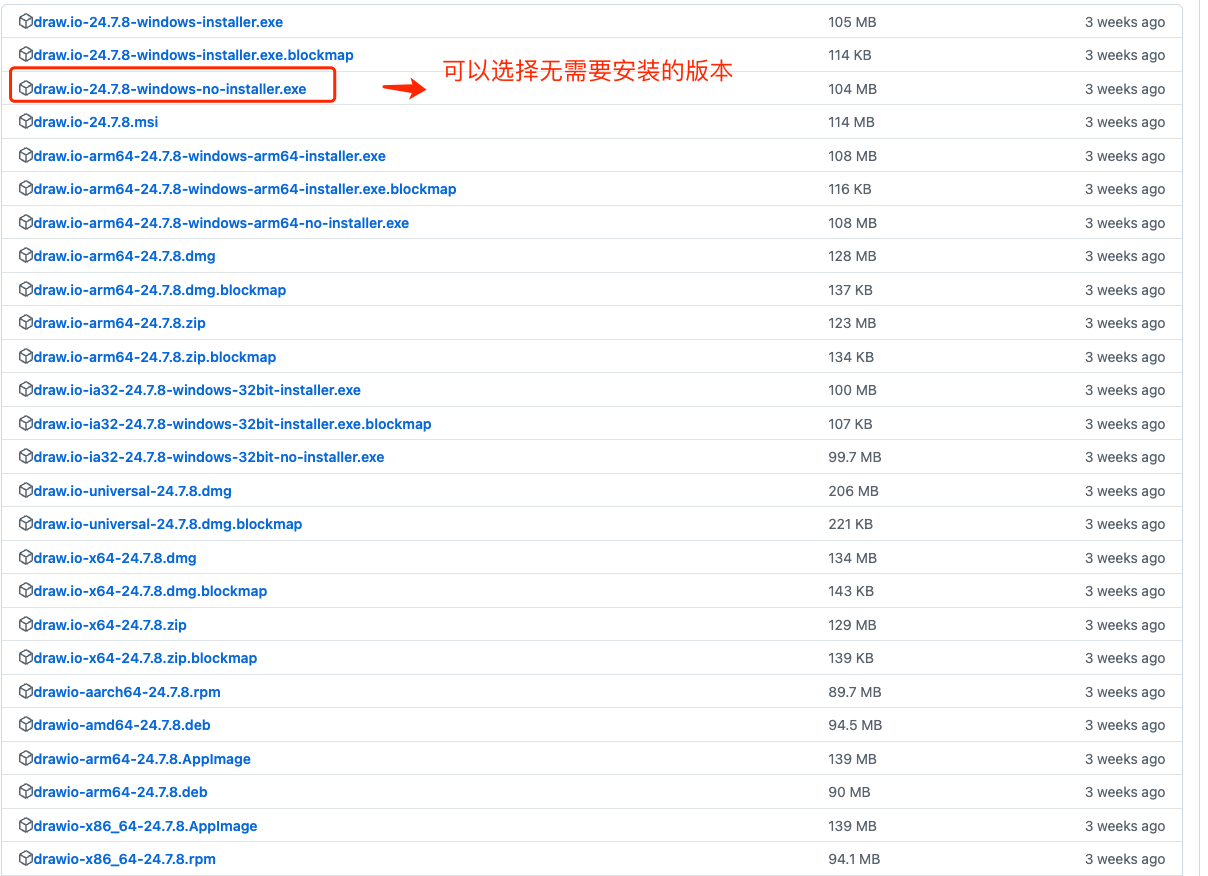 draw.io-24.7.8-windows-installer.exe 105 MB 3 weeks ago
draw.io-24.7.8-windows-installer.exe.blockmap 114 KB 3 weeks ago
可以选择无需要安装的版本
draw.io-24.7.8-windows-no-installer.exe 104 MB 3 weeks ago
draw.io-24.7.8.msi 114 MB 3 weeks ago
draw.io-arm64-24.7.8-windows-arm64-installer.exe 108 MB 3 weeks ago
draw.io-arm64-24.7.8-windows-arm64-installer.exe.blockmap 116 KB 3 weeks ago
draw.io-arm64-24.7.8-windows-arm64-no-installer.exe 108 MB 3 weeks ago
draw.io-arm64-24.7.8.dmg 128 MB 3 weeks ago
draw.io-arm64-24.7.8.dmg.blockmap 137 KB 3 weeks ago
draw.io-arm64-24.7.8.zip 123 MB 3 weeks ago
draw.io-arm64-24.7.8.zip.blockmap 134 KB 3 weeks ago
draw.io-ia32-24.7.8-windows-32bit-installer.exe 100 MB 3 weeks ago
draw.io-ia32-24.7.8-windows-32bit-installer.exe.blockmap 107 KB 3 weeks ago
draw.io-ia32-24.7.8-windows-32bit-no-installer.exe 99.7 MB 3 weeks ago
draw.io-universal-24.7.8.dmg 206 MB 3 weeks ago
draw.io-universal-24.7.8.dmg.blockmap 221 KB 3 weeks ago
draw.io-x64-24.7.8.dmg 134 MB 3 weeks ago
draw.io-x64-24.7.8.dmg.blockmap 143 KB 3 weeks ago
draw.io-x64-24.7.8.zip 129 MB 3 weeks ago
draw.io-x64-24.7.8.zip.blockmap 139 KB 3 weeks ago
drawio-aarch64-24.7.8.rpm 89.7 MB 3 weeks ago
drawio-amd64-24.7.8.deb 94.5 MB 3 weeks ago
drawio-arm64-24.7.8.AppImage 139 MB 3 weeks ago
drawio-arm64-24.7.8.deb 90 MB 3 weeks ago
drawio-x86_64-24.7.8.AppImage 139 MB 3 weeks ago
drawio-x86_64-24.7.8.rpm 94.1 MB 3 weeks ago